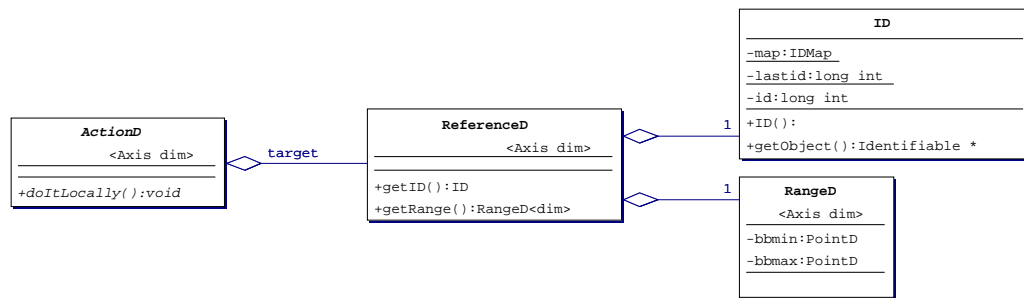 ActionD
<Axis dim>
+doItLocally():void
target
ReferenceD
<Axis dim>
+getID():ID
+getRange():RangeD<dim>
1
ID
-map:IDMap
-lastid:long int
-id:long int
+ID():
+getObject():Identifiable *
1
RangeD
<Axis dim>
-bbmin:PointD
-bbmax:PointD